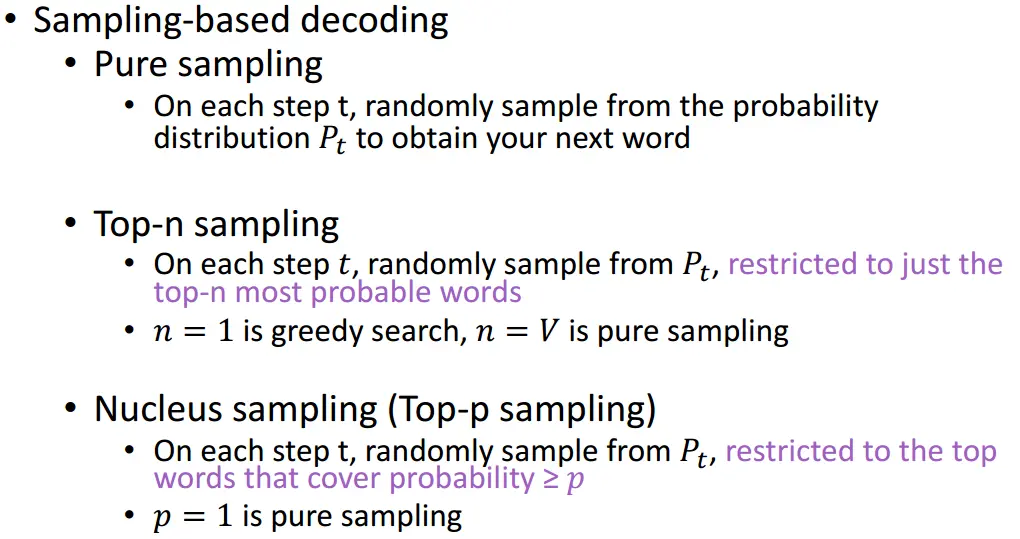 • Sampling-based decoding
• Pure sampling
• On each step t, randomly sample from the probability
distribution 𝑃𝑡 to obtain your next word
• Top-n sampling
• On each step 𝑡, randomly sample from 𝑃𝑡, restricted to just the
top-n most probable words
• 𝑛 = 1 is greedy search, 𝑛 = 𝑉 is pure sampling
• Nucleus sampling (Top-p sampling)
• On each step t, randomly sample from 𝑃𝑡, restricted to the top
words that cover probability ≥ 𝑝
• 𝑝 = 1 is pure sampling